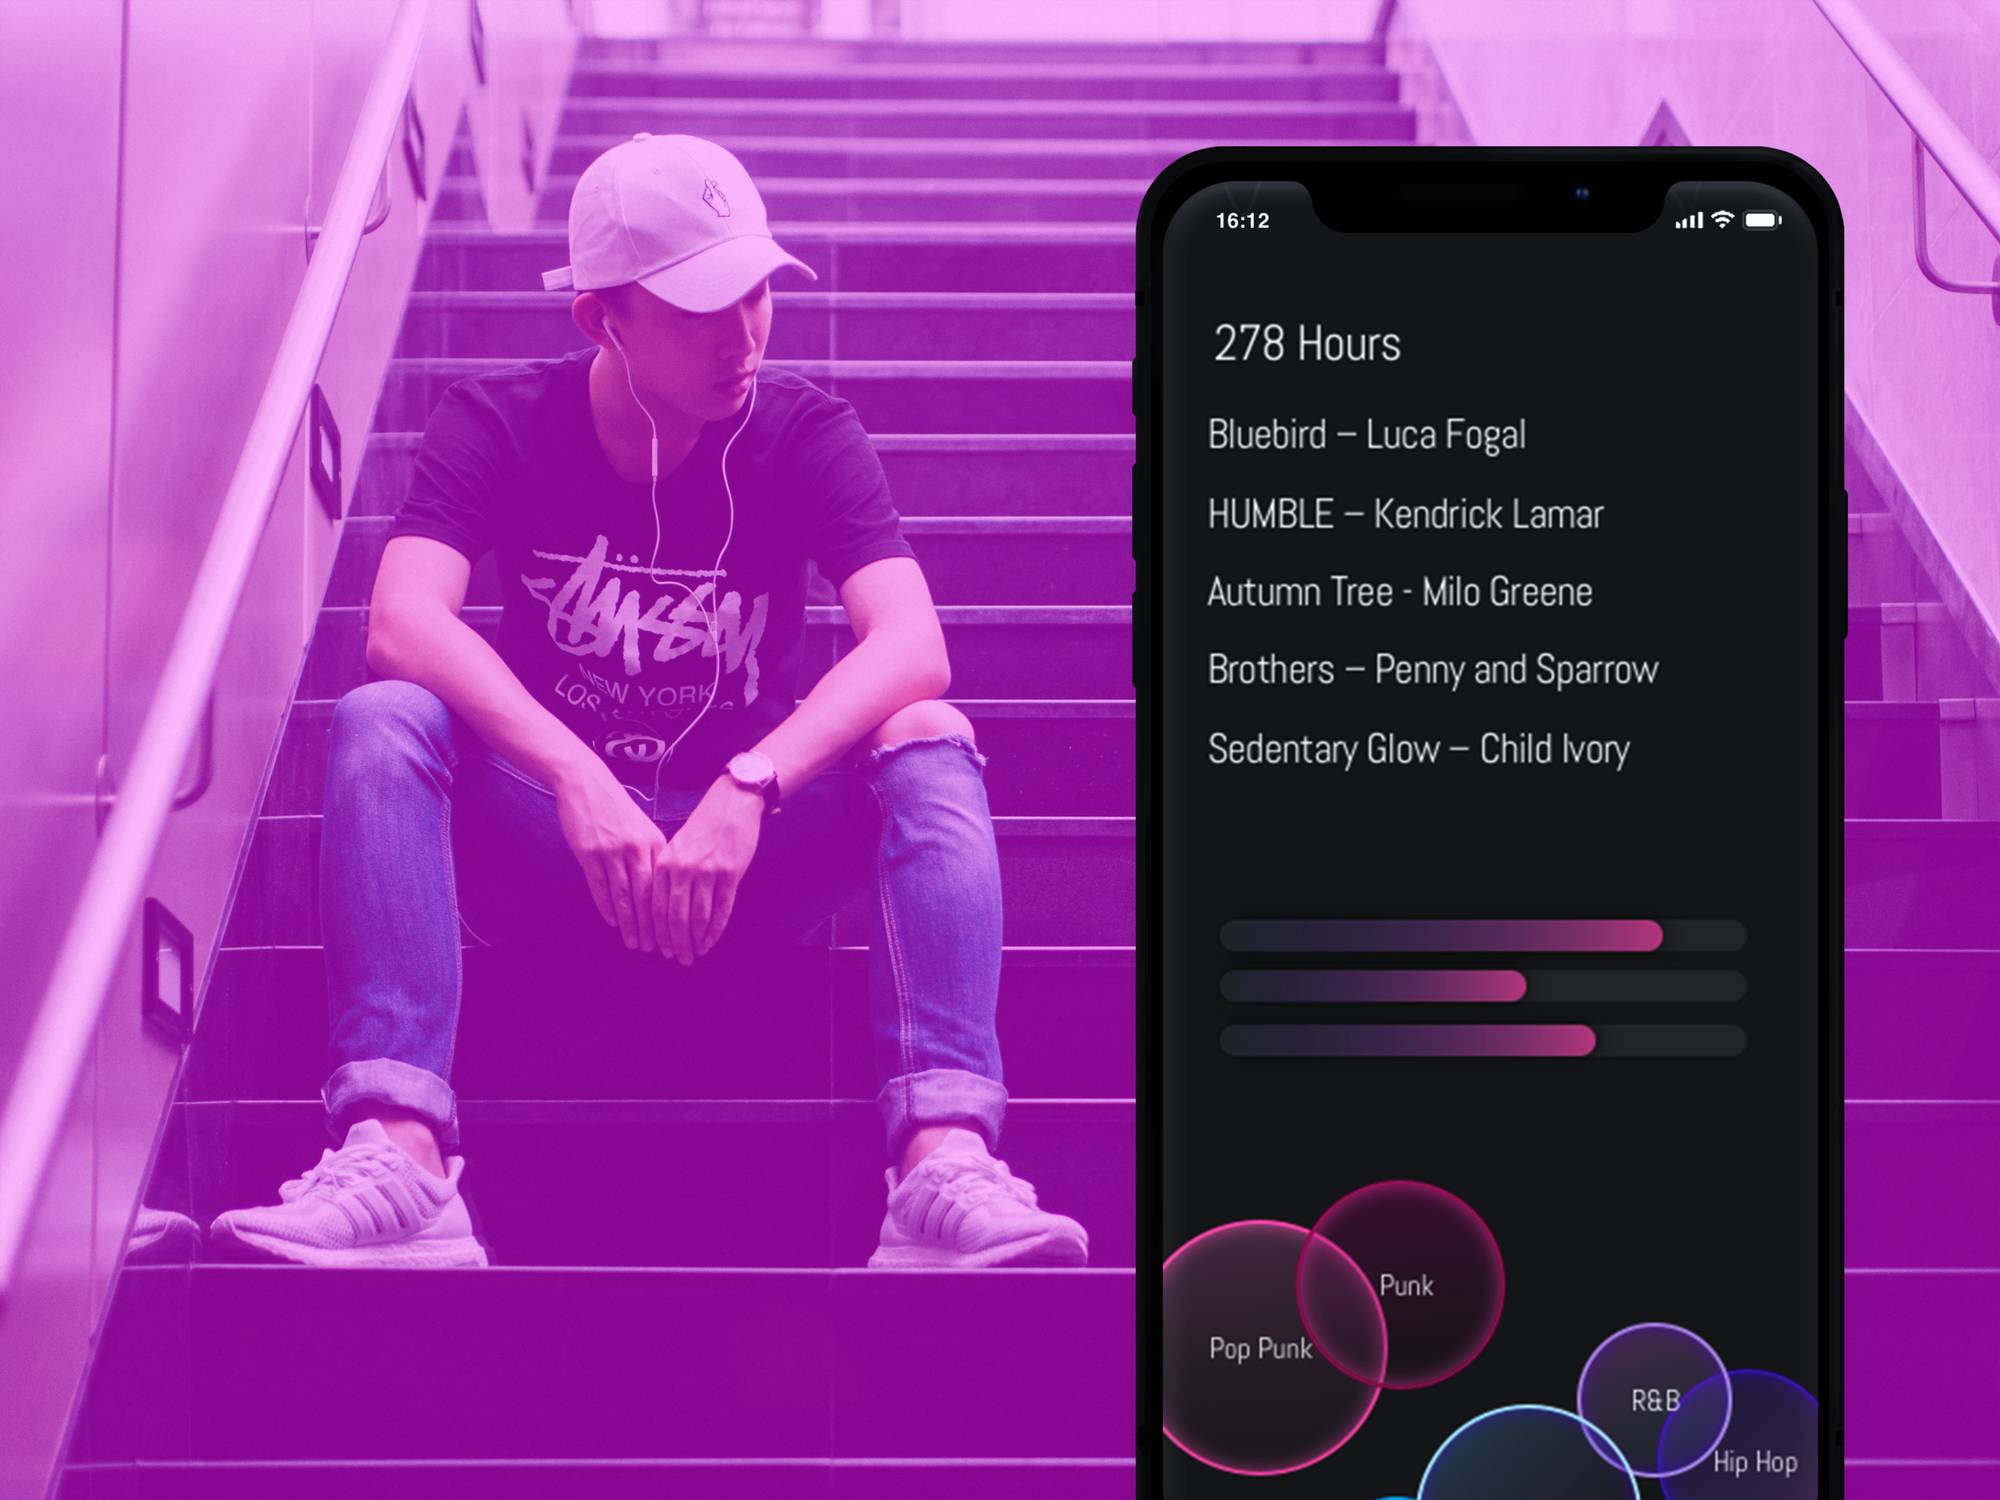 Stüssy
NEW YORK
LOS
16:12
278 Hours
Bluebird – Luca Fogal
HUMBLE – Kendrick Lamar
Autumn Tree - Milo Greene
Brothers – Penny and Sparrow
Sedentary Glow – Child Ivory
Punk
Pop Punk
R&B
Hip Hop